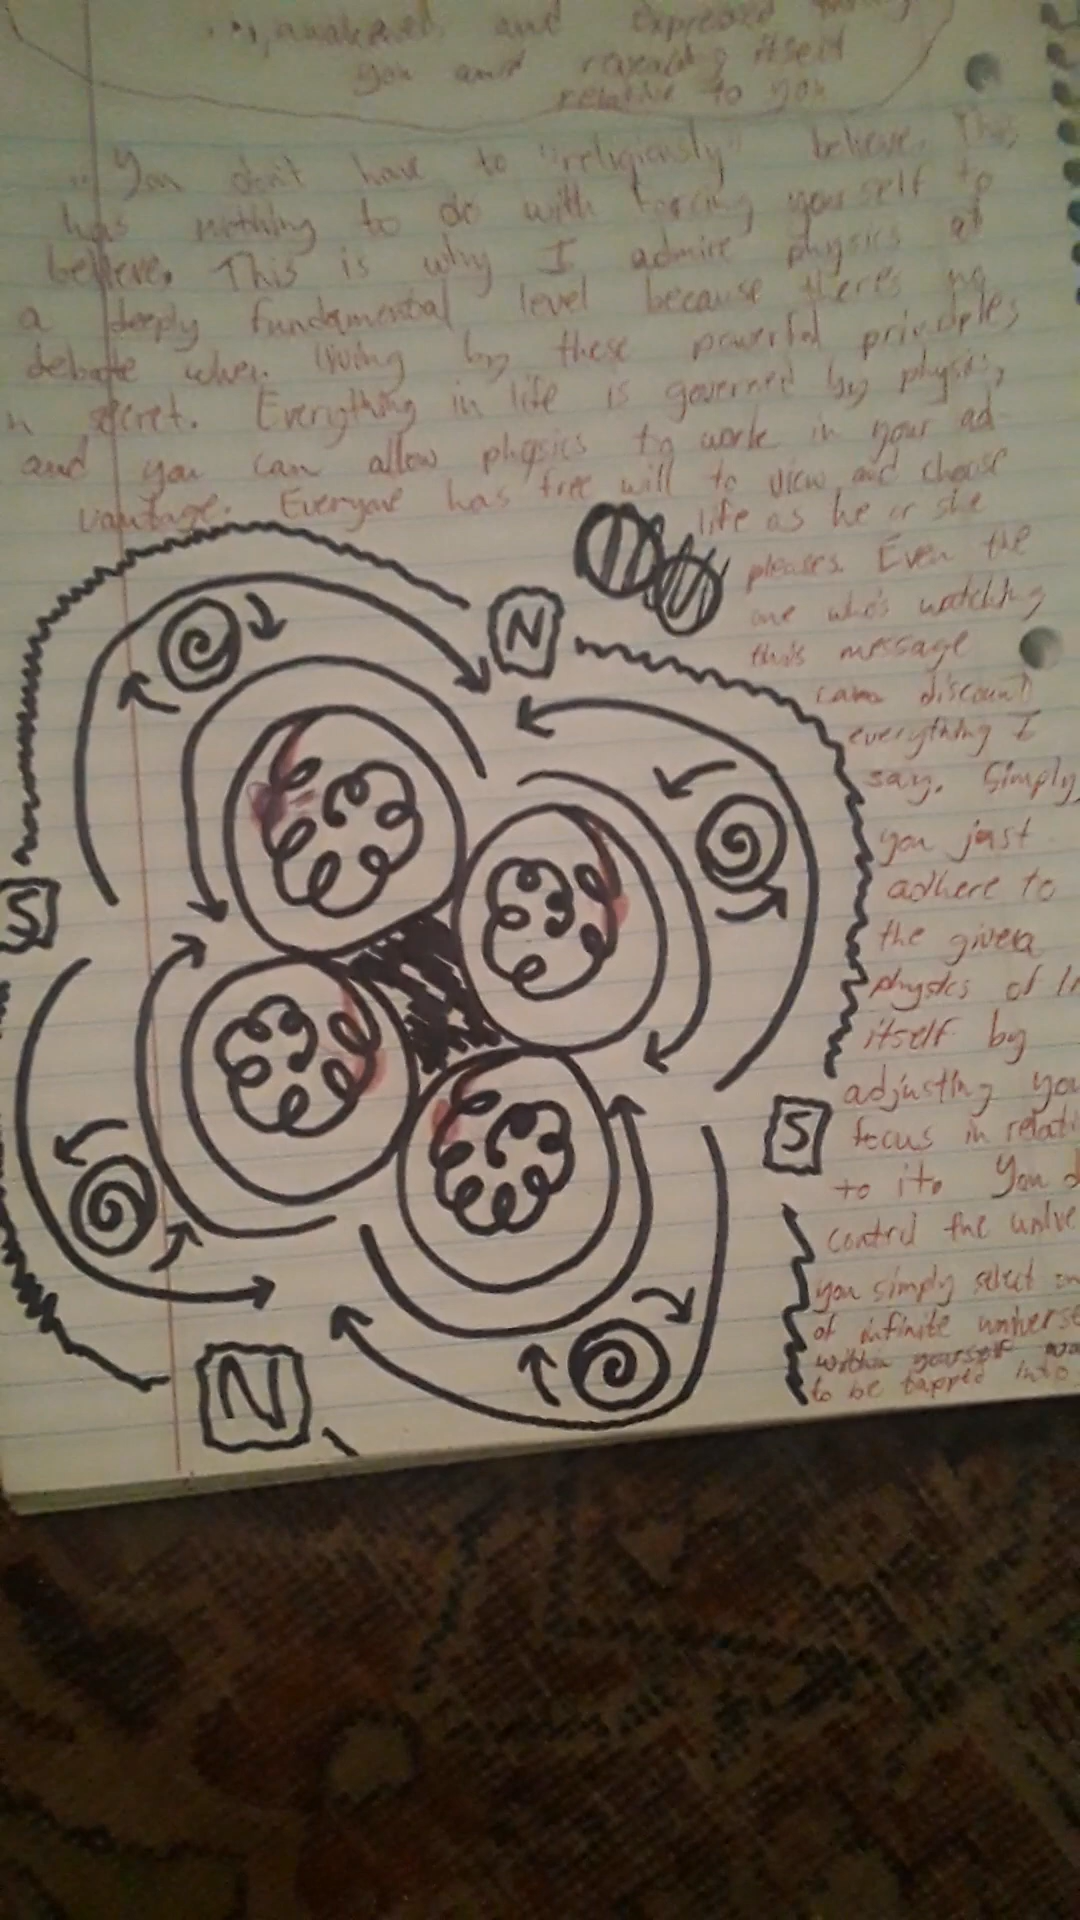 awakened and expressed
you and revealing itself
relative to you
"You don't have to "religiously" believe. This
has nothing to do with forcing yourself to
believe. This is why I admire physics at
a deeply fundamental level because there's no
debate when living by these powerful principles
n secret. Everything in life is governed by physics,
and you can allow physics to work in your ad
vantage. Everyone has free will to view and choose
life as he or she
pleases. Even the
one who's watching
this message
can discount
everything I
say. Simply,
you just
adhere to
the given
physics of
itself by
adjusting you
focus in relati
to it. You d
control the unive
you simply select
of infinite universe
within yourself
to be tapped into
N
S
S
N